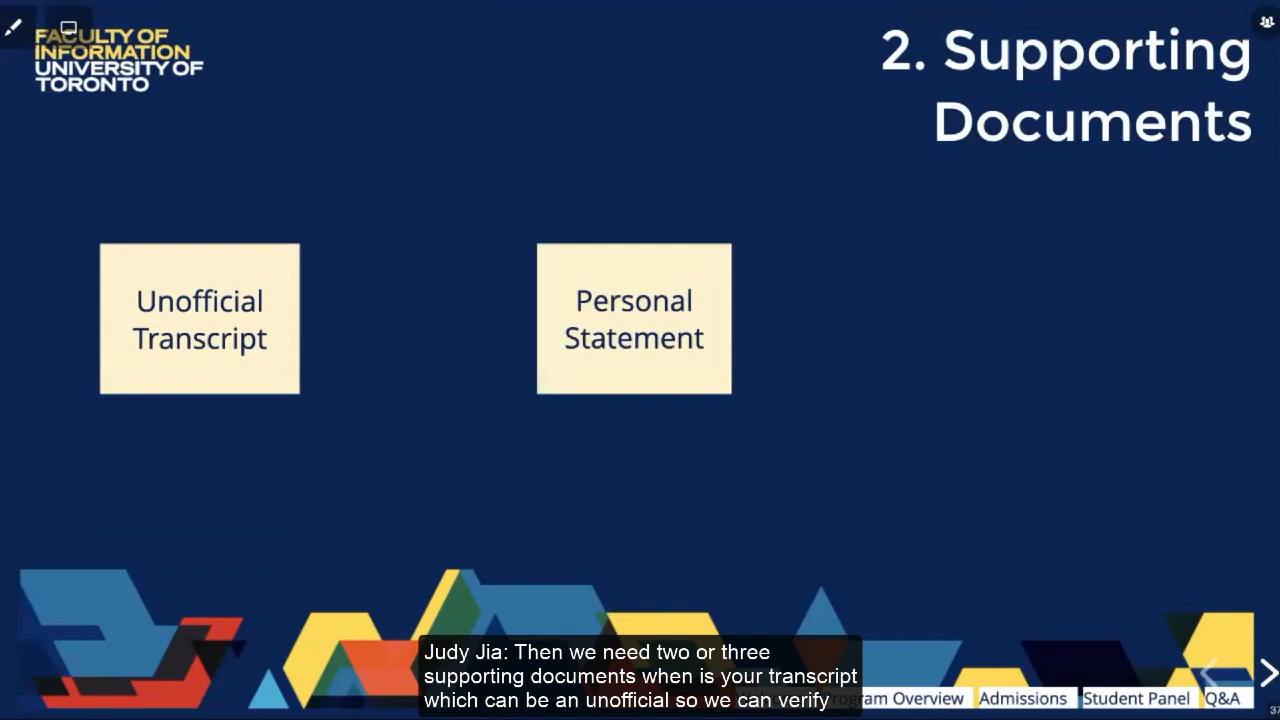 FACULTY OF
INFORMATION
UNIVERSITY OF
TORONTO
2. Supporting
Documents
Unofficial
Transcript
Personal
Statement
Judy Jia: Then we need two or three
supporting documents when is your transcript
which can be an unofficial so we can verify
Program Overview
Admissions
Student Panel
Q&A
37